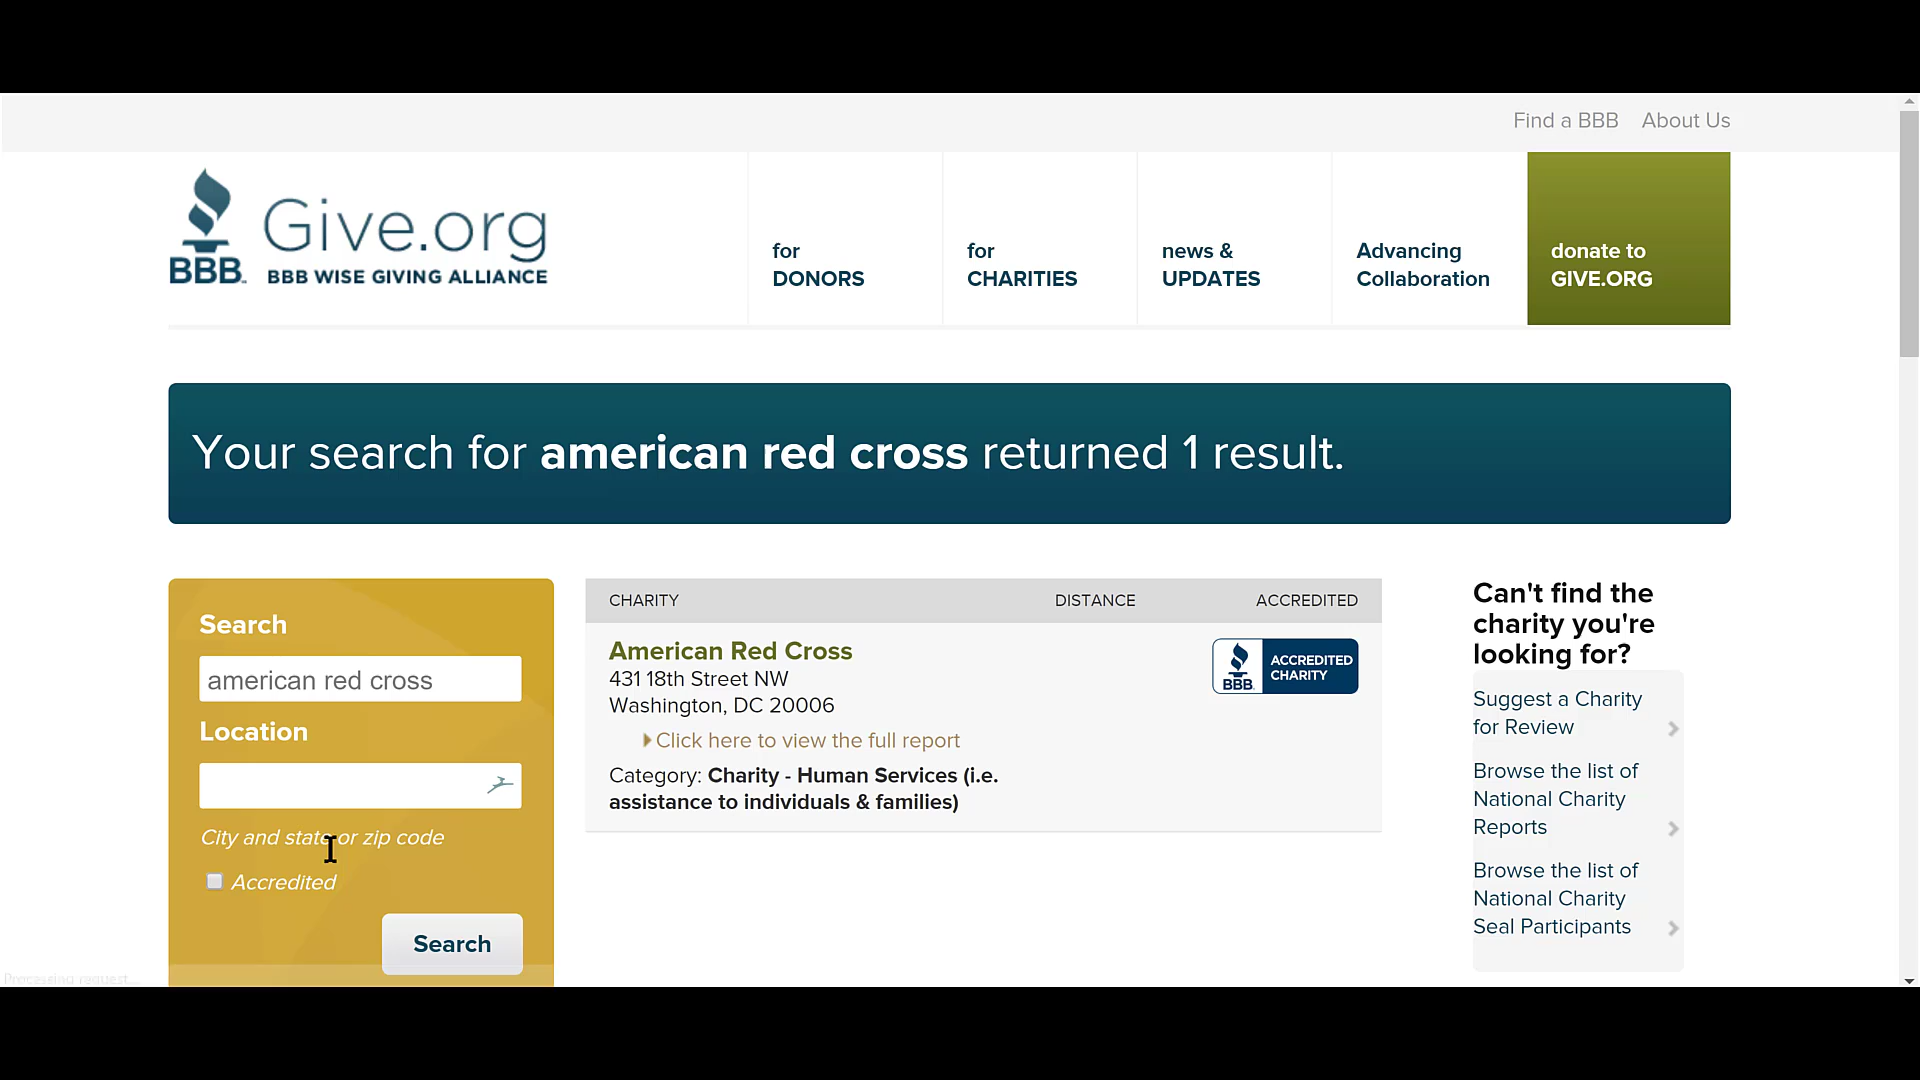 Find a BBB About Us
BBB. Give.org
BBB WISE GIVING ALLIANCE
for
DONORS
for
CHARITIES
news &
UPDATES
Advancing
Collaboration
donate to
GIVE.ORG
Your search for american red cross returned 1 result.
Search
american red cross
Location
City and state or zip code
Accredited
Search
CHARITY DISTANCE ACCREDITED
American Red Cross
431 18th Street NW
Washington, DC 20006
Click here to view the full report
Category: Charity - Human Services (i.e.
assistance to individuals & families)
BBB. ACCREDITED
CHARITY
Can't find the
charity you're
looking for?
Suggest a Charity
for Review
Browse the list of
National Charity
Reports
Browse the list of
National Charity
Seal Participants
Processing request...